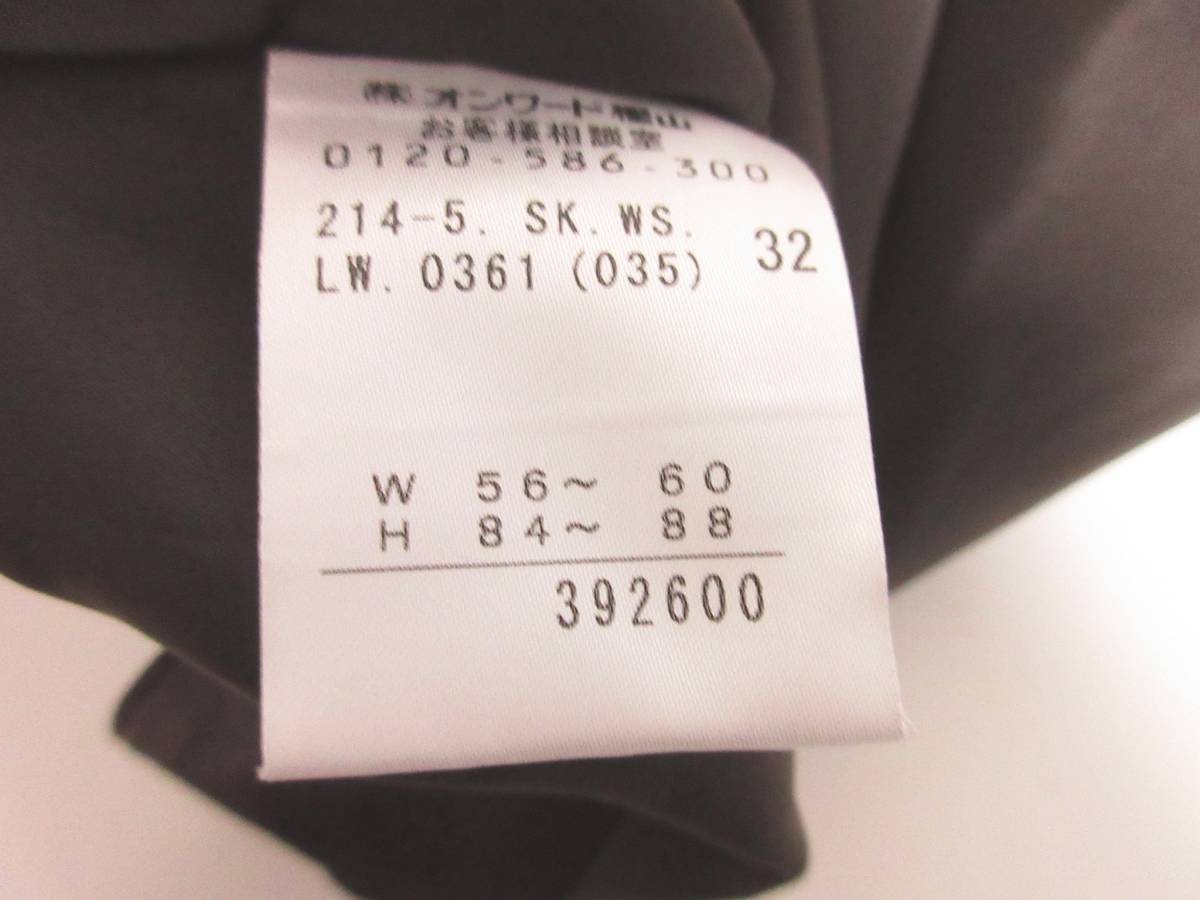 ㈱ オンワード樫山
お客様相談室
0120-586-300
214-5. SK. WS.
LW. 0361 (035) 32
W 56~ 60
H 84~ 88
392600